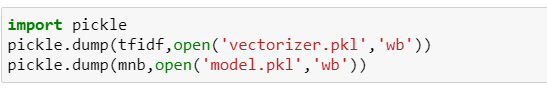 import pickle
pickle.dump(tfidf,open('vectorizer.pkl','wb'))
pickle.dump(mnb,open('model.pkl','wb'))